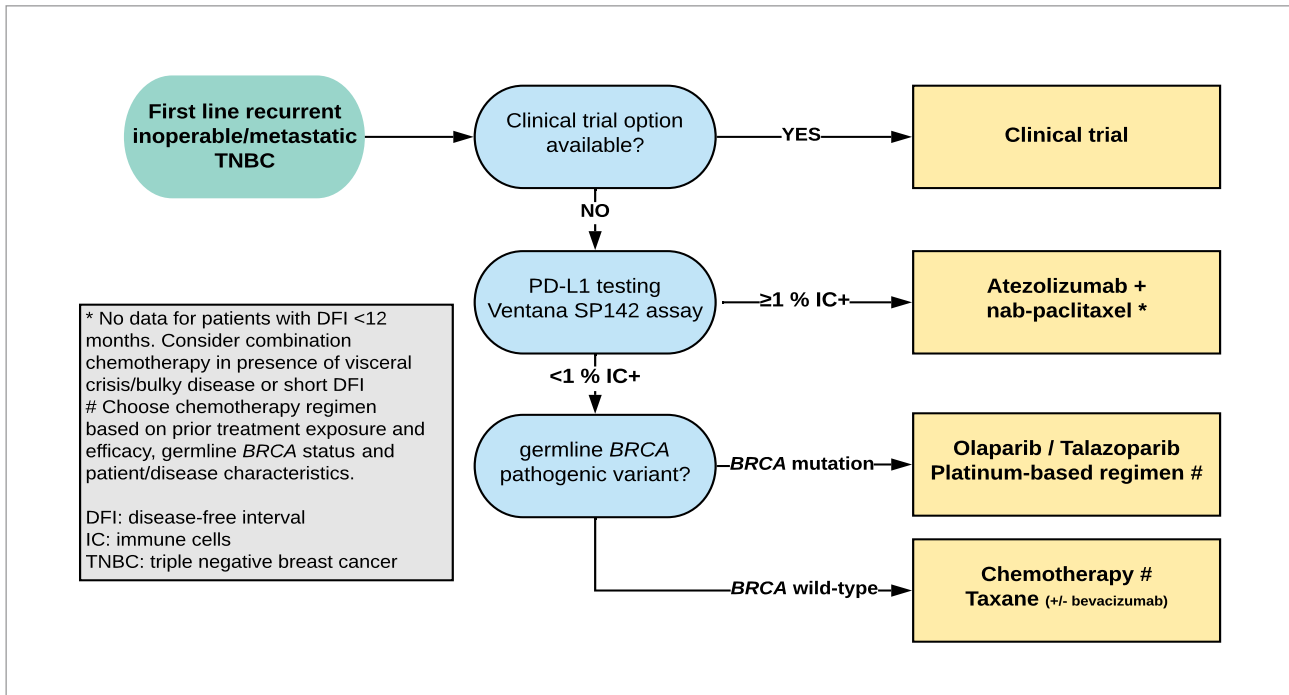 First line recurrent
inoperable/metastatic
TNBC
Clinical trial option
available?
YES
Clinical trial
NO
PD-L1 testing
Ventana SP142 assay
≥1 % IC+
Atezolizumab +
nab-paclitaxel *
<1 % IC+
germline BRCA
pathogenic variant?
BRCA mutation
Olaparib / Talazoparib
Platinum-based regimen #
BRCA wild-type
Chemotherapy #
Taxane (+/- bevacizumab)
* No data for patients with DFI <12
months. Consider combination
chemotherapy in presence of visceral
crisis/bulky disease or short DFI
# Choose chemotherapy regimen
based on prior treatment exposure and
efficacy, germline BRCA status and
patient/disease characteristics.
DFI: disease-free interval
IC: immune cells
TNBC: triple negative breast cancer